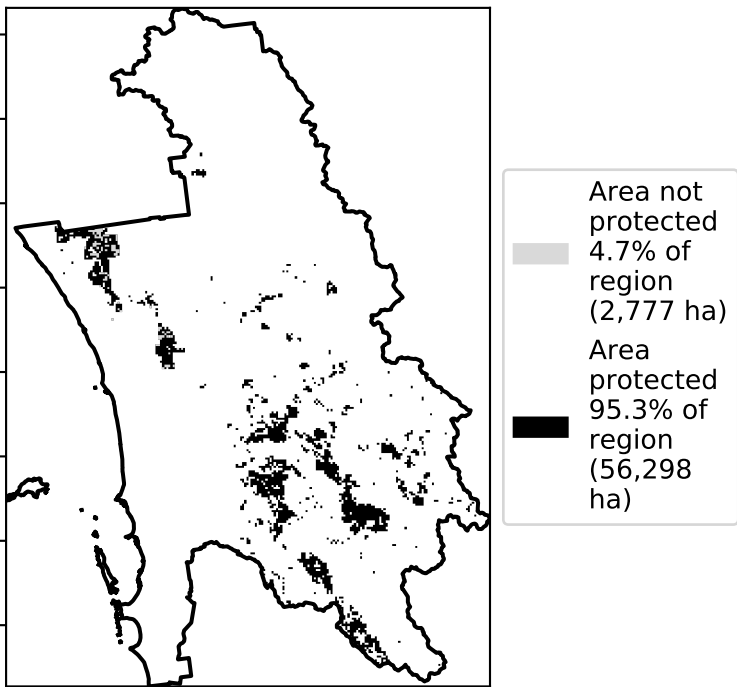 Area not
protected
4.7% of
region
(2,777 ha)
Area
protected
95.3% of
region
(56,298
ha)